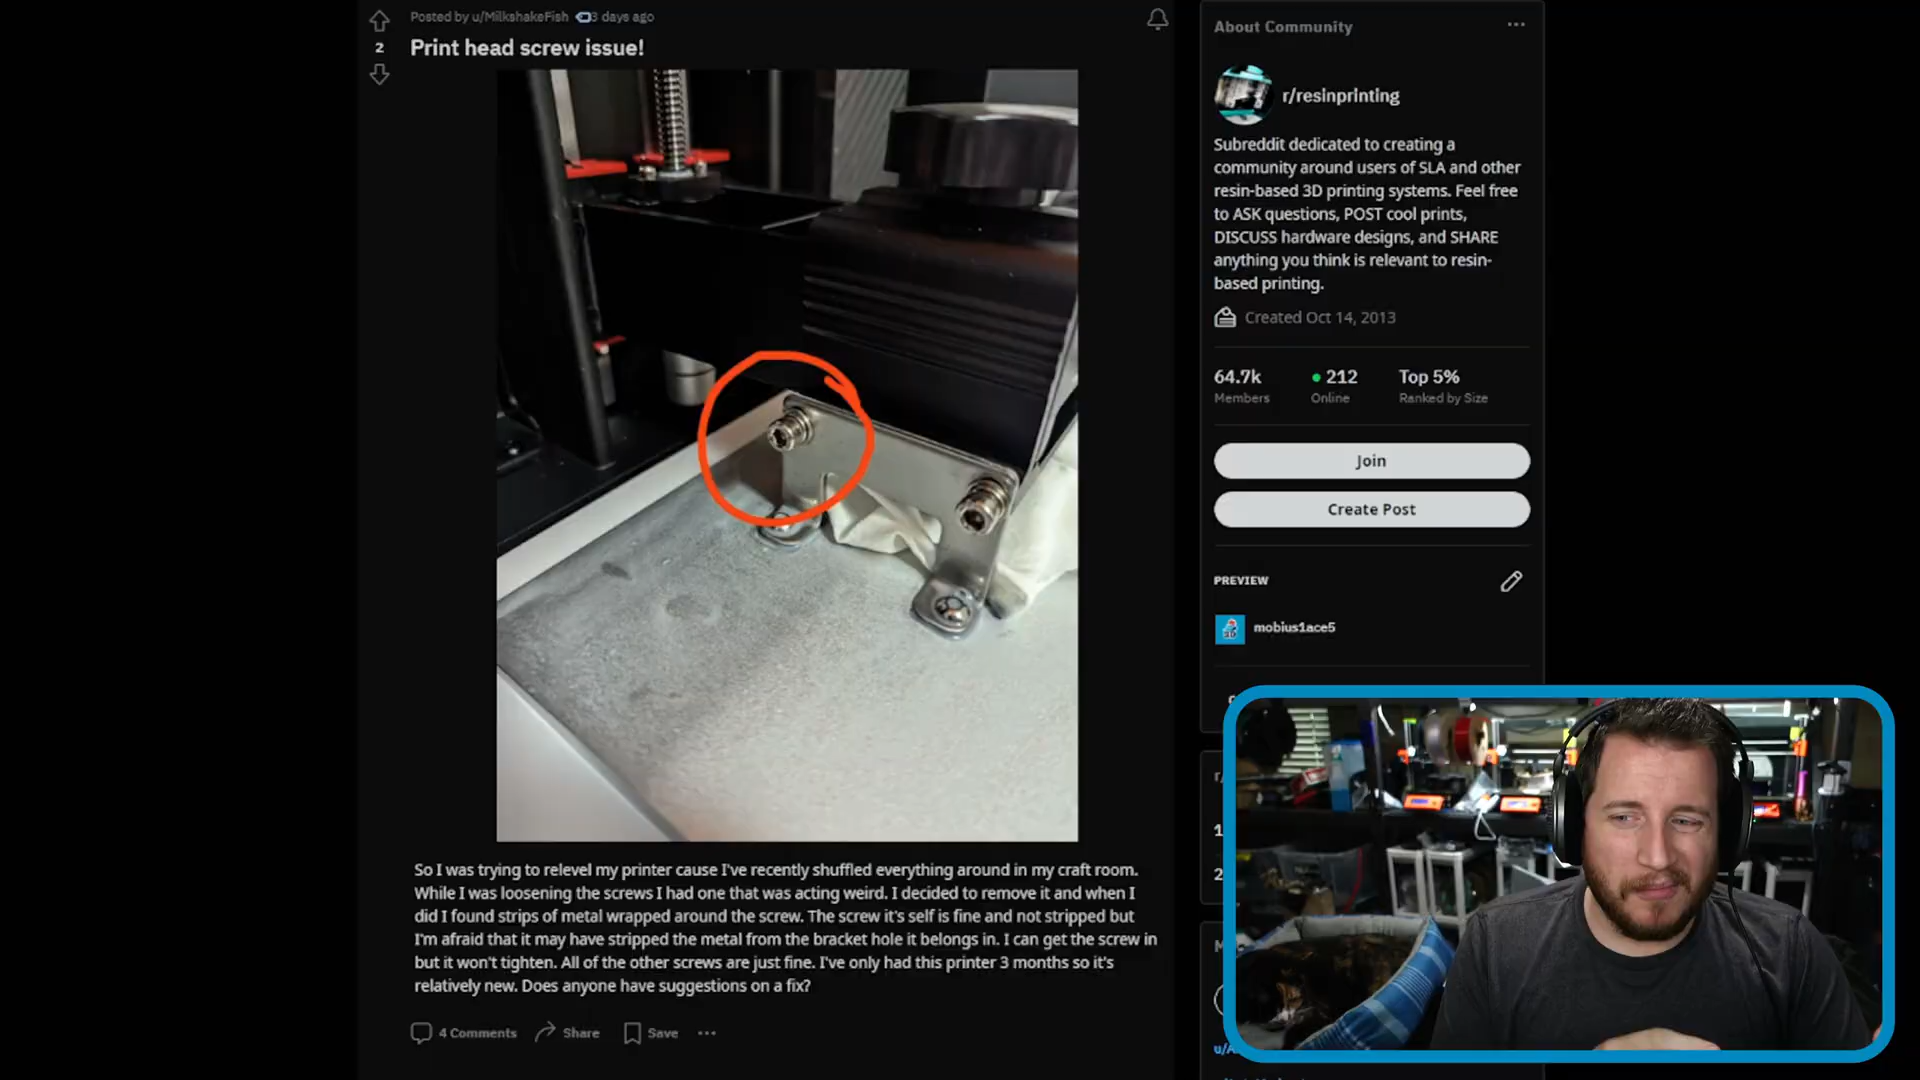 Posted by u/MilkshakeFish 3 days ago
2
Print head screw issue!
So I was trying to relevel my printer cause I've recently shuffled everything around in my craft room.
While I was loosening the screws I had one that was acting weird. I decided to remove it and when I
did I found strips of metal wrapped around the screw. The screw it's self is fine and not stripped but
I'm afraid that it may have stripped the metal from the bracket hole it belongs in. I can get the screw in
but it won't tighten. All of the other screws are just fine. I've only had this printer 3 months so it's
relatively new. Does anyone have suggestions on a fix?
4 Comments
Share
Save
About Community
r/resinprinting
Subreddit dedicated to creating a
community around users of SLA and other
resin-based 3D printing systems. Feel free
to ASK questions, POST cool prints,
DISCUSS hardware designs, and SHARE
anything you think is relevant to resin-
based printing.
Created Oct 14, 2013
64.7k 212 Top 5%
Members Online Ranked by Size
Join
Create Post
PREVIEW
mobius1ace5